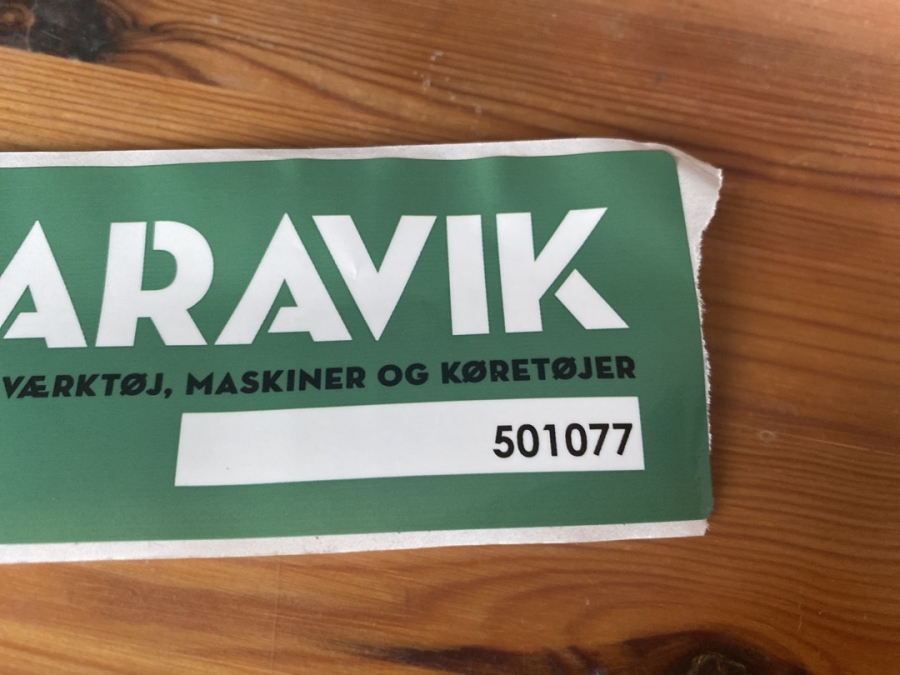 ARAVIK
VÆRKTØJ, MASKINER OG KØRETØJER
501077